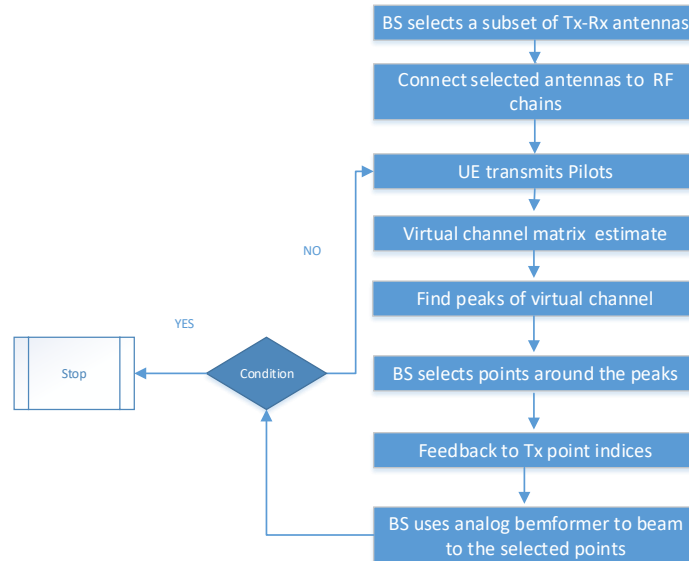 BS selects a subset of Tx-Rx antennas
Connect selected antennas to RF
chains
UE transmits Pilots
Virtual channel matrix estimate
NO
Find peaks of virtual channel
YES
Stop
Condition
BS selects points around the peaks
Feedback to Tx point indices
BS uses analog bemformer to beam
to the selected points